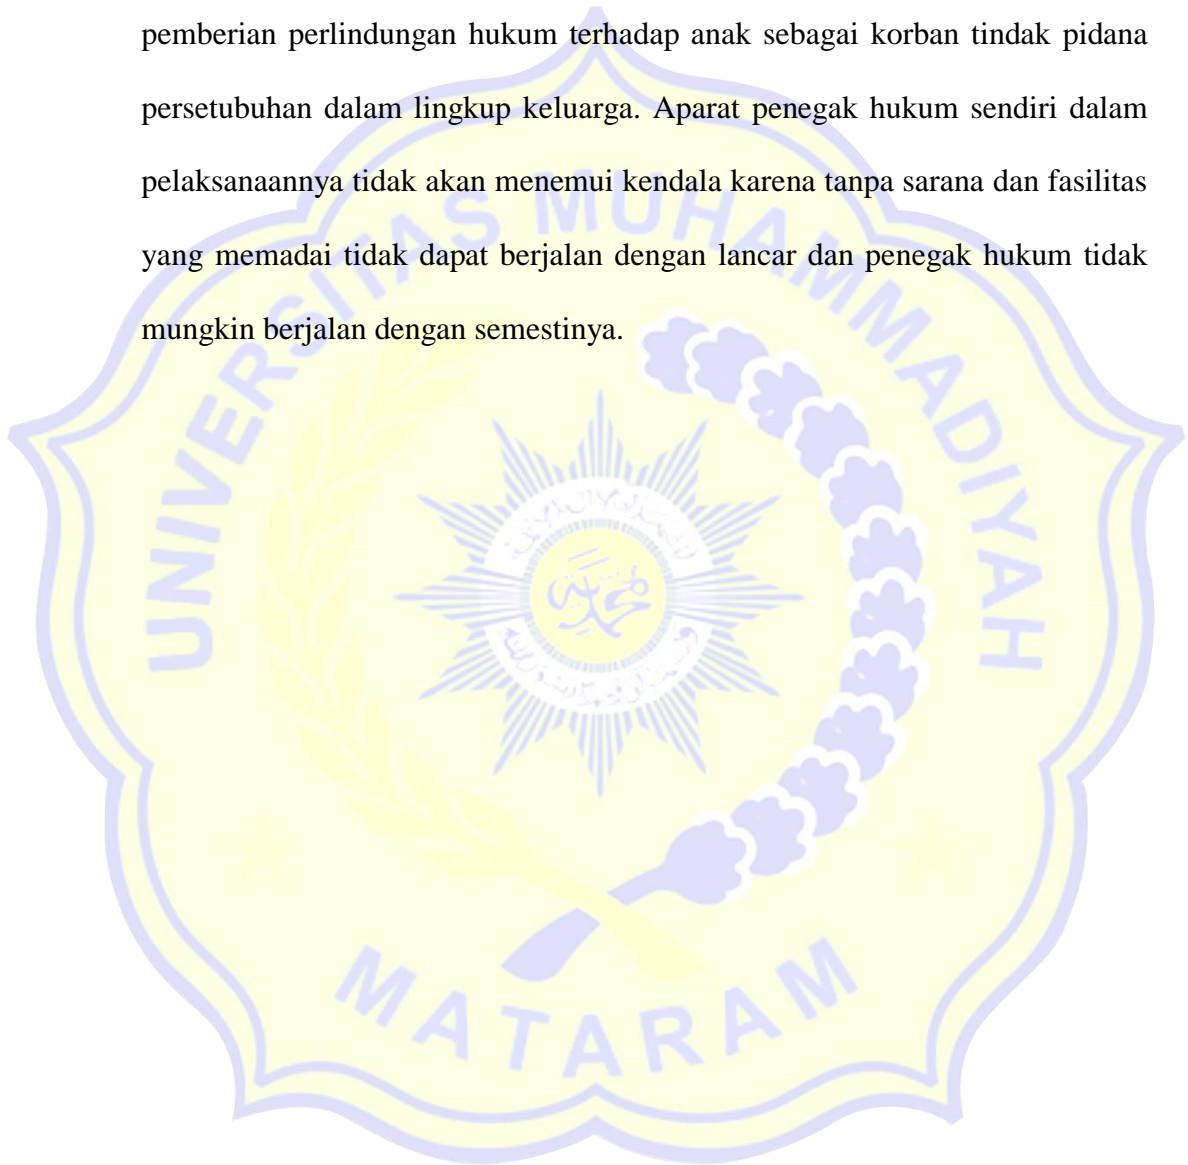 pemberian perlindungan hukum terhadap anak sebagai korban tindak pidana
persetubuhan dalam lingkup keluarga. Aparat penegak hukum sendiri dalam
pelaksanaannya tidak akan menemui kendala karena tanpa sarana dan fasilitas
yang memadai tidak dapat berjalan dengan lancar dan penegak hukum tidak
mungkin berjalan dengan semestinya.
UNIVERSITAS MUHAMMADIYAH
MATARAM